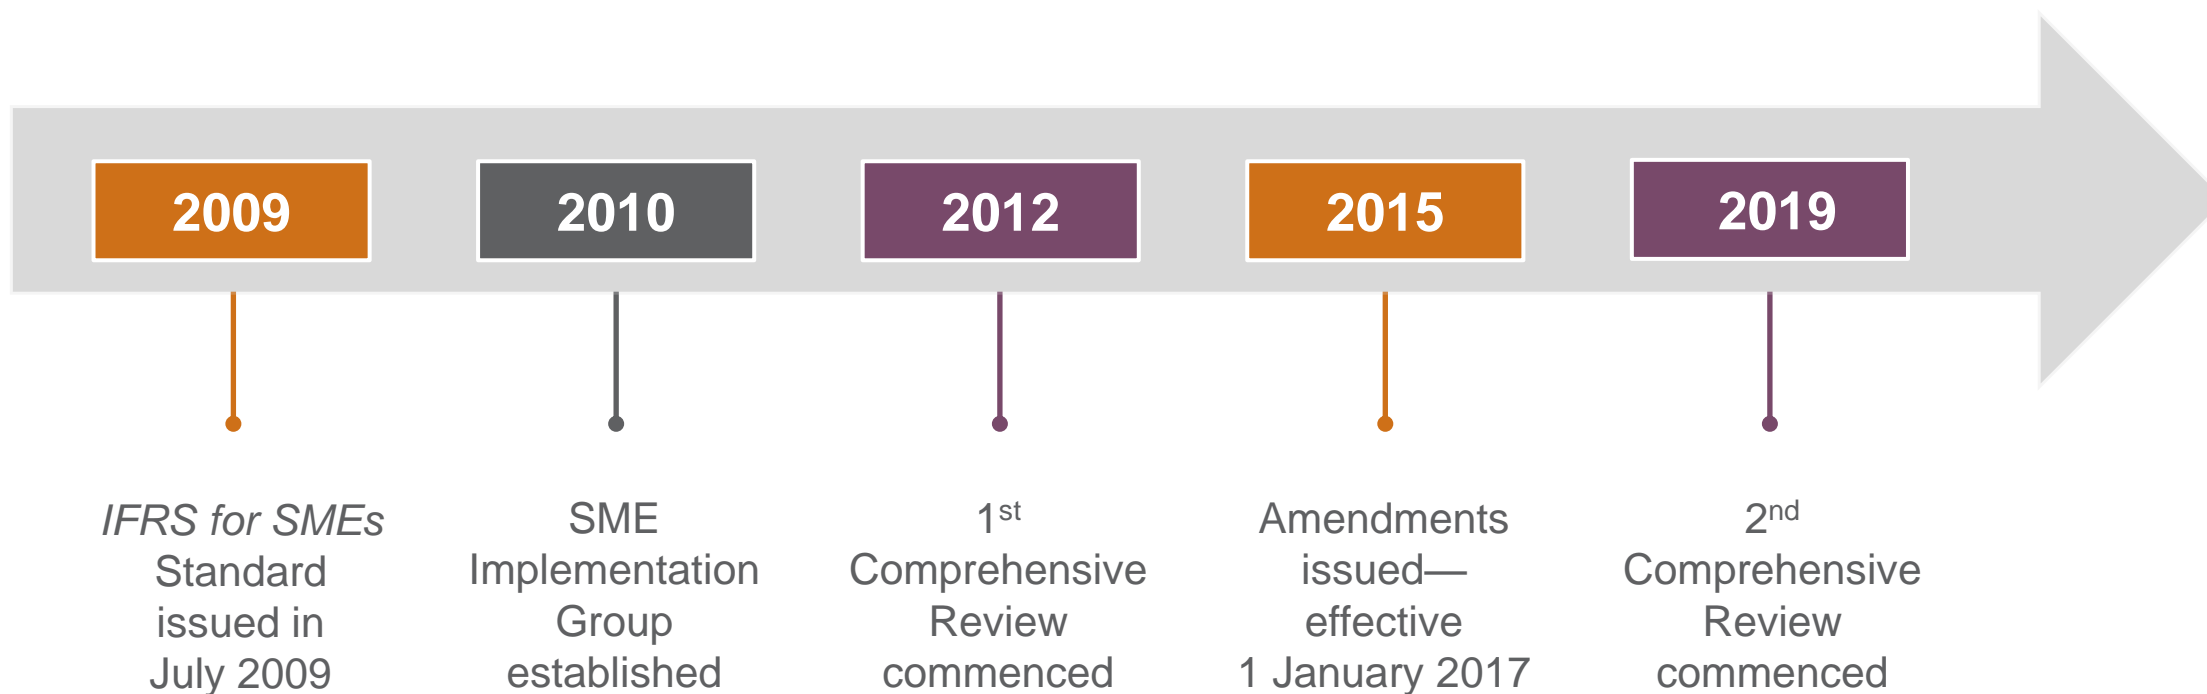 2009
IFRS for SMEs
Standard
issued in
July 2009
2010
SME
Implementation
Group
established
2012
1st
Comprehensive
Review
commenced
2015
Amendments
issued—
effective
1 January 2017
2019
2nd
Comprehensive
Review
commenced